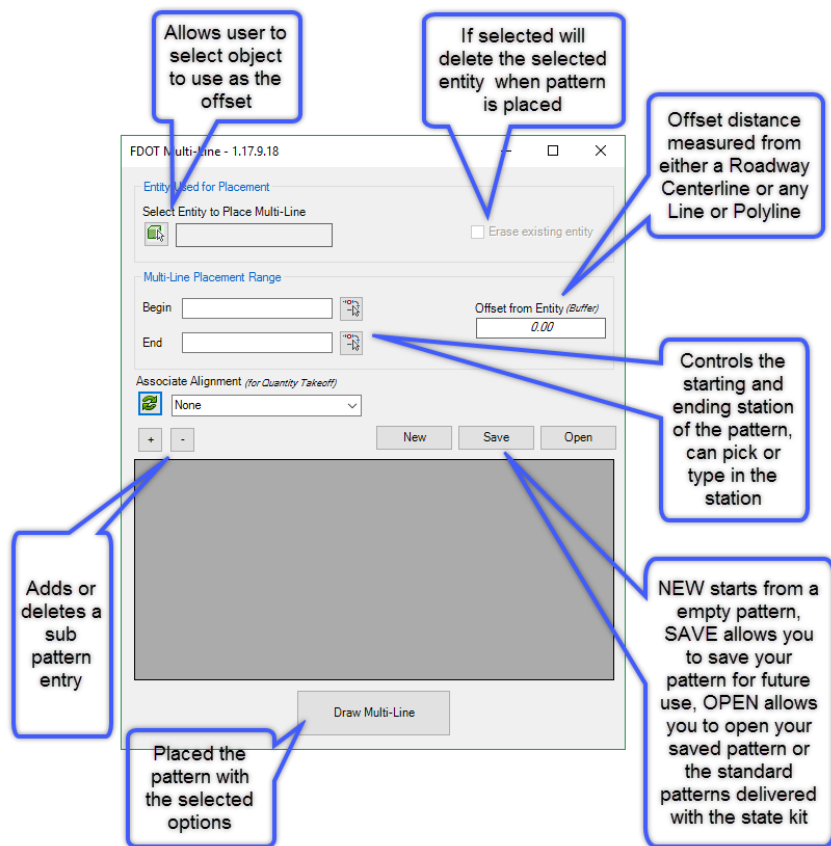 Allows user to
select object
to use as the
offset
If selected will
delete the selected
entity when pattern
is placed
Offset distance
measured from
either a Roadway
Centerline or any
Line or Polyline
FDOT Multi-Line - 1.17.9.18
Entity Used for Placement
Select Entity to Place Multi-Line
Erase existing entity
Multi-Line Placement Range
Begin
End
Offset from Entity (Buffer)
0.00
Controls the
starting and
ending station
of the pattern,
can pick or
type in the
station
Associate Alignment (for Quantity Takeoff)
None
+ -
New Save Open
Adds or
deletes a
sub
pattern
entry
NEW starts from a
empty pattern,
SAVE allows you
to save your
pattern for future
use, OPEN allows
you to open your
saved pattern or
the standard
patterns delivered
with the state kit
Draw Multi-Line
Placed the
pattern with
the selected
options